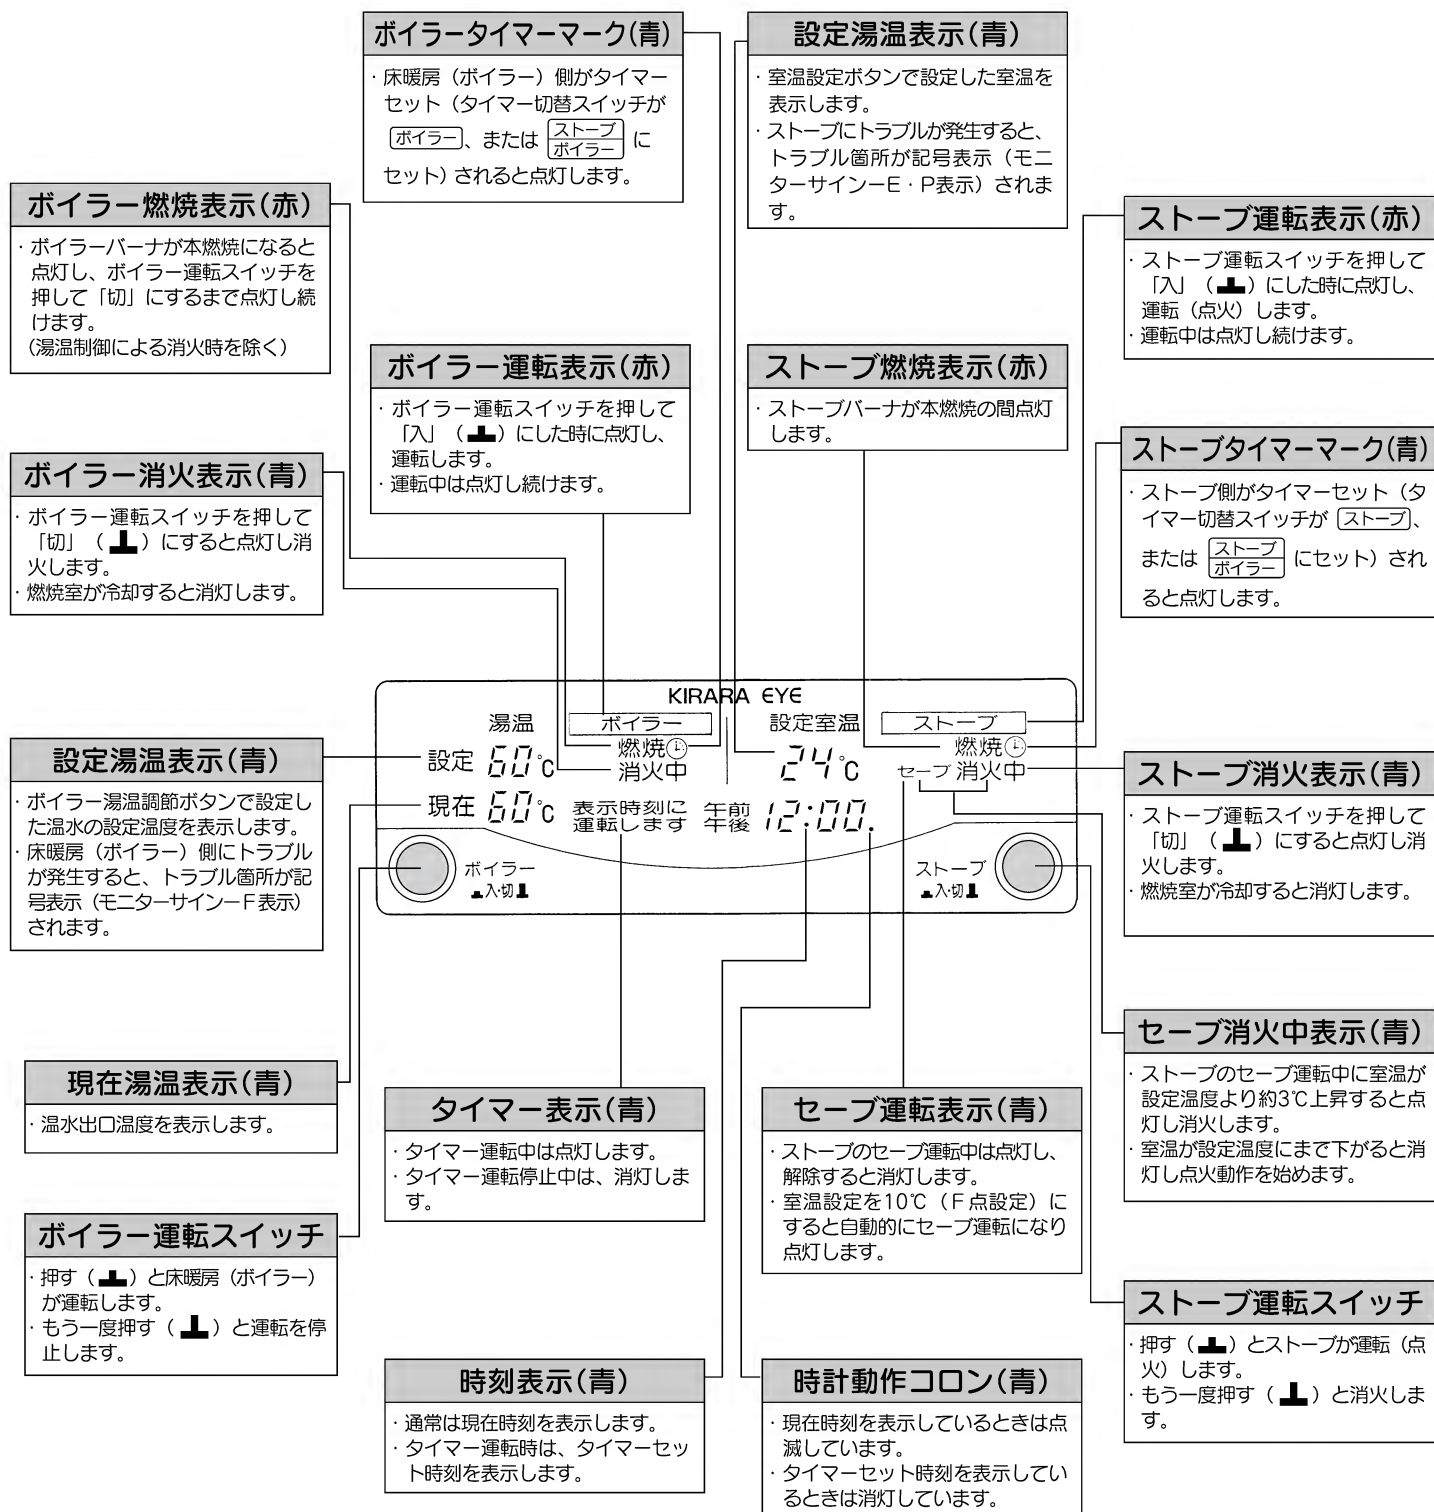 ボイラータイマーマーク(青)
・床暖房（ボイラー）側がタイマー
セット（タイマー切替スイッチが
ボイラー、または ストーブ ボイラー に
セット）されると点灯します。
設定湯温表示(青)
・室温設定ボタンで設定した室温を
表示します。
・ストーブにトラブルが発生すると、
トラブル箇所が記号表示（モニ
ターサイン－E・P表示）されま
す。
ボイラー燃焼表示(赤)
・ボイラーバーナが本燃焼になると
点灯し、ボイラー運転スイッチを
押して「切」にするまで点灯し続
けます。
（湯温制御による消火時を除く）
ストーブ運転表示(赤)
・ストーブ運転スイッチを押して
「入」（ ）にした時に点灯し、
運転（点火）します。
・運転中は点灯し続けます。
ボイラー運転表示(赤)
・ボイラー運転スイッチを押して
「入」（ ）にした時に点灯し、
運転します。
・運転中は点灯し続けます。
ストーブ燃焼表示(赤)
・ストーブバーナが本燃焼の間点灯
します。
ボイラー消火表示(青)
・ボイラー運転スイッチを押して
「切」（ ）にすると点灯し消
火します。
・燃焼室が冷却すると消灯します。
ストーブタイマーマーク(青)
・ストーブ側がタイマーセット（タ
イマー切替スイッチが ストーブ、
または ストーブ ボイラー にセット）され
ると点灯します。
KIRARA EYE
湯温 ボイラー 設定室温 ストーブ
燃焼 燃焼
設定 60℃ 消火中 24℃ セーブ 消火中
現在 60℃ 表示時刻に 午前 12:00.
運転します 午後
ボイラー
入・切
ストーブ
入・切
設定湯温表示(青)
・ボイラー湯温調節ボタンで設定し
た温水の設定温度を表示します。
・床暖房（ボイラー）側にトラブル
が発生すると、トラブル箇所が記
号表示（モニターサイン－F表示）
されます。
ストーブ消火表示(青)
・ストーブ運転スイッチを押して
「切」（ ）にすると点灯し消
火します。
・燃焼室が冷却すると消灯します。
現在湯温表示(青)
・温水出口温度を表示します。
タイマー表示(青)
・タイマー運転中は点灯します。
・タイマー運転停止中は、消灯しま
す。
セーブ運転表示(青)
・ストーブのセーブ運転中は点灯し、
解除すると消灯します。
・室温設定を10℃（F点設定）に
すると自動的にセーブ運転になり
点灯します。
セーブ消火中表示(青)
・ストーブのセーブ運転中に室温が
設定温度より約3℃上昇すると点
灯し消火します。
・室温が設定温度にまで下がると消
灯し点火動作を始めます。
ボイラー運転スイッチ
・押す（ ）と床暖房（ボイラー）
が運転します。
・もう一度押す（ ）と運転を停
止します。
時刻表示(青)
・通常は現在時刻を表示します。
・タイマー運転時は、タイマーセッ
ト時刻を表示します。
時計動作コロン(青)
・現在時刻を表示しているときは点
滅しています。
・タイマーセット時刻を表示してい
るときは消灯しています。
ストーブ運転スイッチ
・押す（ ）とストーブが運転（点
火）します。
・もう一度押す（ ）と消火しま
す。